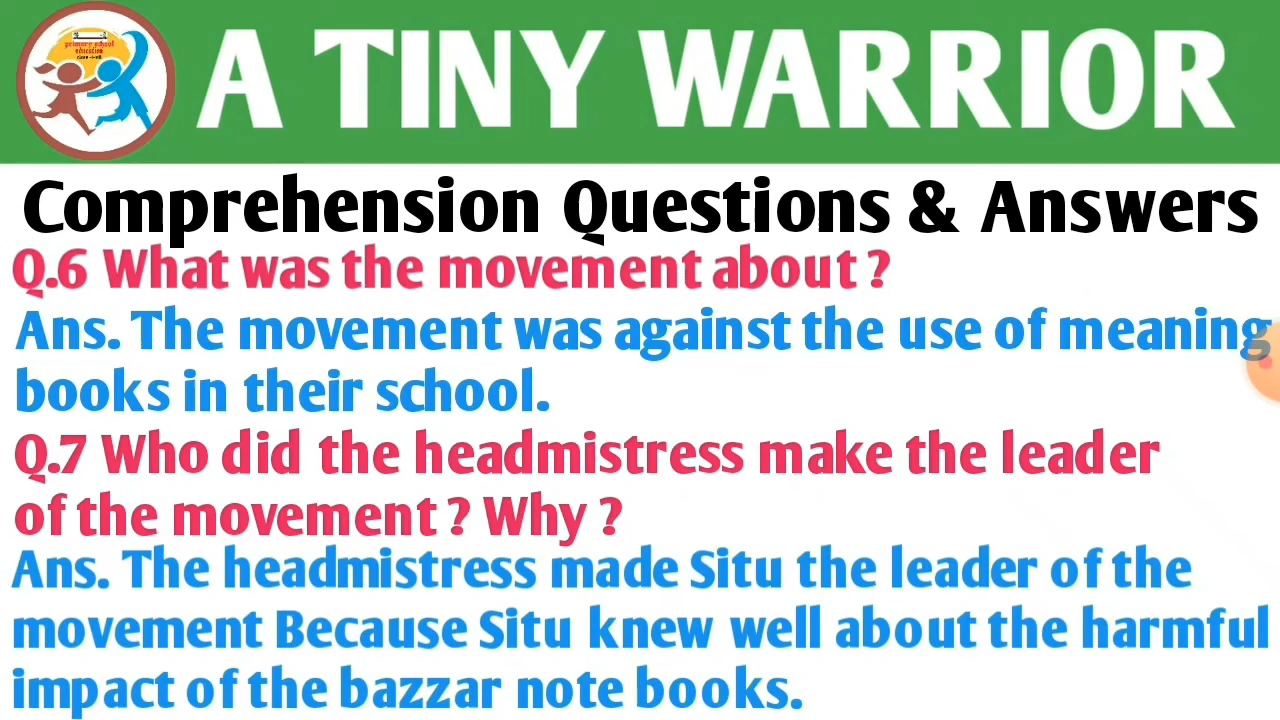 primary school
education
A TINY WARRIOR
Comprehension Questions & Answers
Q.6 What was the movement about ?
Ans. The movement was against the use of meaning
books in their school.
Q.7 Who did the headmistress make the leader
of the movement ? Why ?
Ans. The headmistress made Situ the leader of the
movement Because Situ knew well about the harmful
impact of the bazzar note books.